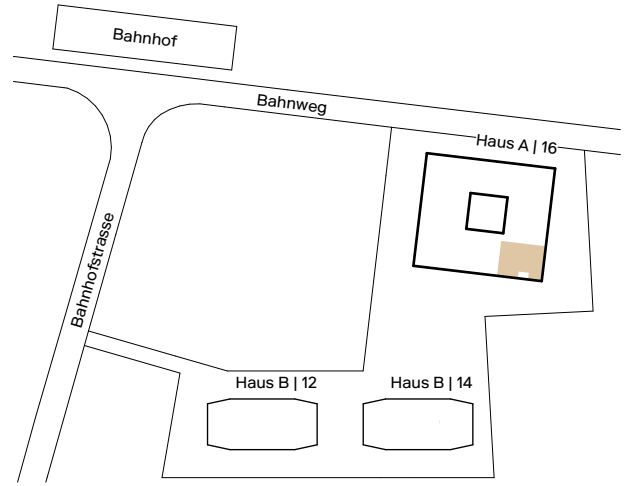 Bahnhof
Bahnweg
Haus A | 16
Bahnhofstrasse
Haus B | 12
Haus B | 14